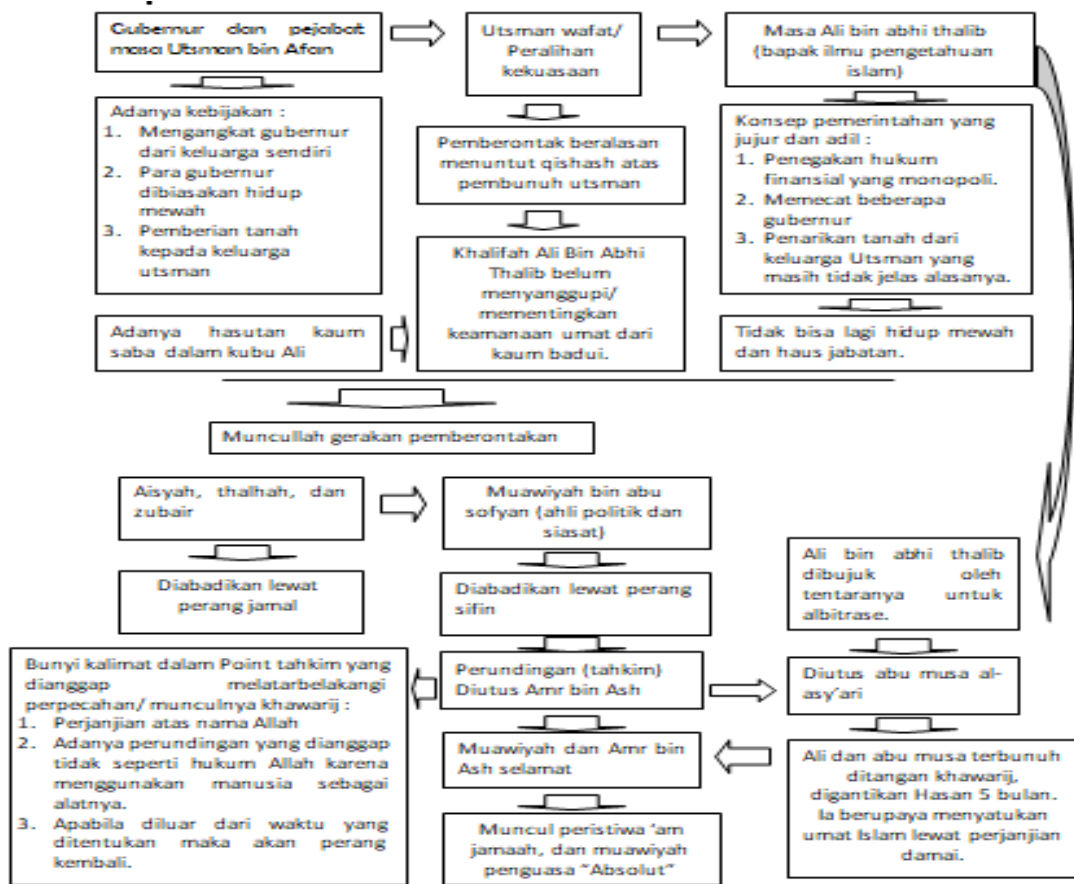 Gubernur dan pejabat
masa Utsman bin Afan
Utsman wafat/
Peralihan
kekuasaan
Masa Ali bin abhi thalib
(bapak ilmu pengetahuan
islam)
Adanya kebijakan :
1. Mengangkat gubernur
dari keluarga sendiri
2. Para gubernur
dibiasakan hidup
mewah
3. Pemberian tanah
kepada keluarga
utsman
Pemberontak beralasan
menuntut qishash atas
pembunuh utsman
Konsep pemerintahan yang
jujur dan adil :
1. Penegakan hukum
finansial yang monopoli.
2. Memecat beberapa
gubernur
3. Penarikan tanah dari
keluarga Utsman yang
masih tidak jelas alasanya.
Adanya hasutan kaum
saba dalam kubu Ali
Khalifah Ali Bin Abhi
Thalib belum
menyanggupi/
mementingkan
keamanaan umat dari
kaum badui.
Tidak bisa lagi hidup mewah
dan haus jabatan.
Muncullah gerakan pemberontakan
Aisyah, thalhah, dan
zubair
Muawiyah bin abu
sofyan (ahli politik dan
siasat)
Diabadikan lewat
perang jamal
Diabadikan lewat perang
sifin
Ali bin abhi thalib
dibujuk oleh
tentaranya untuk
albitrase.
Bunyi kalimat dalam Point tahkim yang
dianggap melatarbelakangi
perpecahan/ munculnya khawarij :
1. Perjanjian atas nama Allah
2. Adanya perundingan yang dianggap
tidak seperti hukum Allah karena
menggunakan manusia sebagai
alatnya.
3. Apabila diluar dari waktu yang
ditentukan maka akan perang
kembali.
Perundingan (tahkim)
Diutus Amr bin Ash
Diutus abu musa al-
asy'ari
Muawiyah dan Amr bin
Ash selamat
Ali dan abu musa terbunuh
ditangan khawarij,
digantikan Hasan 5 bulan.
Ia berupaya menyatukan
umat Islam lewat perjanjian
damai.
Muncul peristiwa 'am
jamaah, dan muawiyah
penguasa "Absolut"